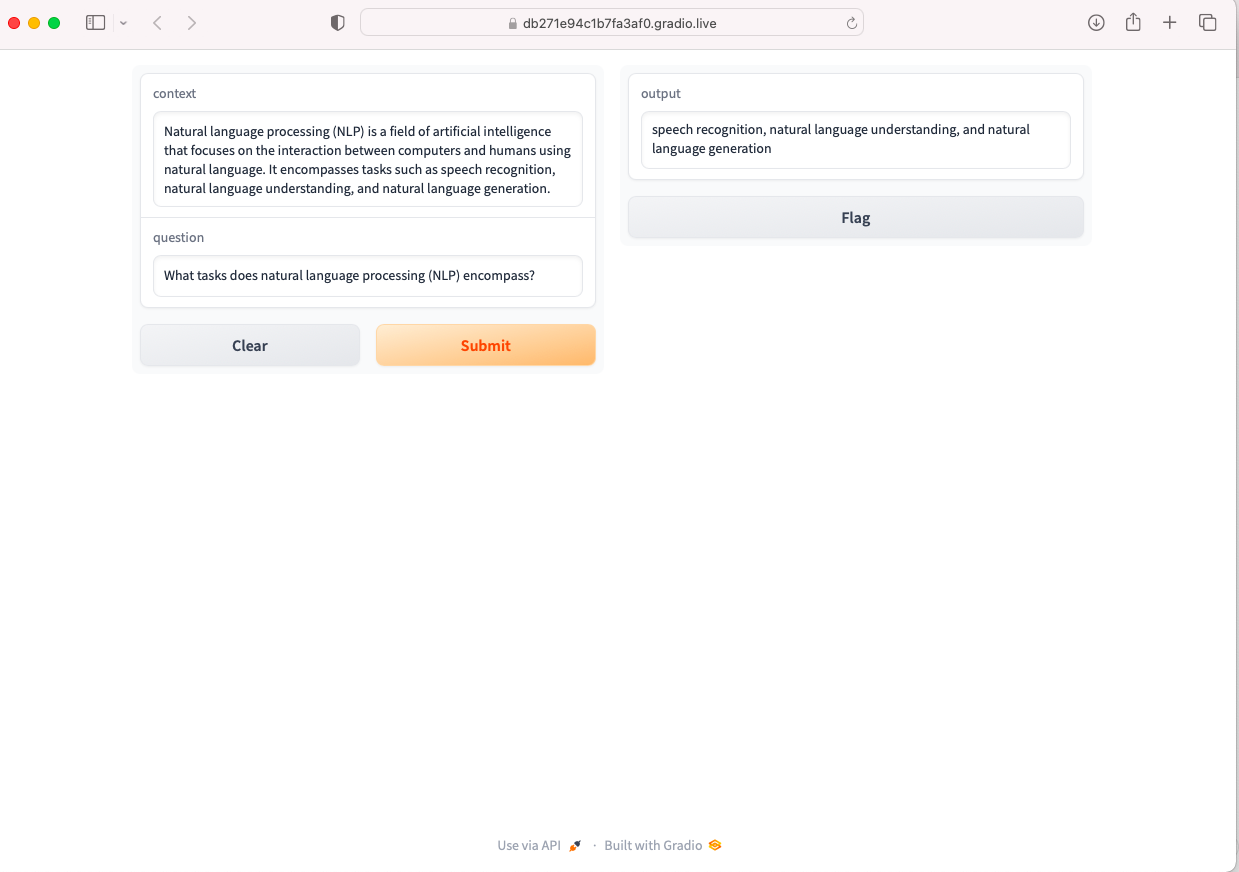 db271e94c1b7fa3af0.gradio.live
context
Natural language processing (NLP) is a field of artificial intelligence
that focuses on the interaction between computers and humans using
natural language. It encompasses tasks such as speech recognition,
natural language understanding, and natural language generation.
question
What tasks does natural language processing (NLP) encompass?
Clear
Submit
output
speech recognition, natural language understanding, and natural
language generation
Flag
Use via API · Built with Gradio